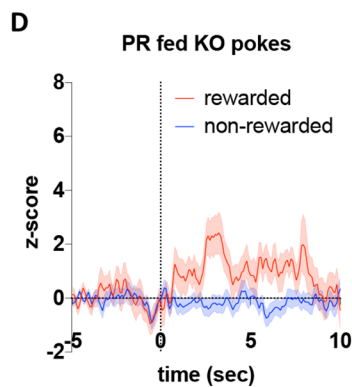 D
PR fed KO pokes
8
rewarded
non-rewarded
6
4
z-score
2
0
-2
-5
0
5
10
time (sec)